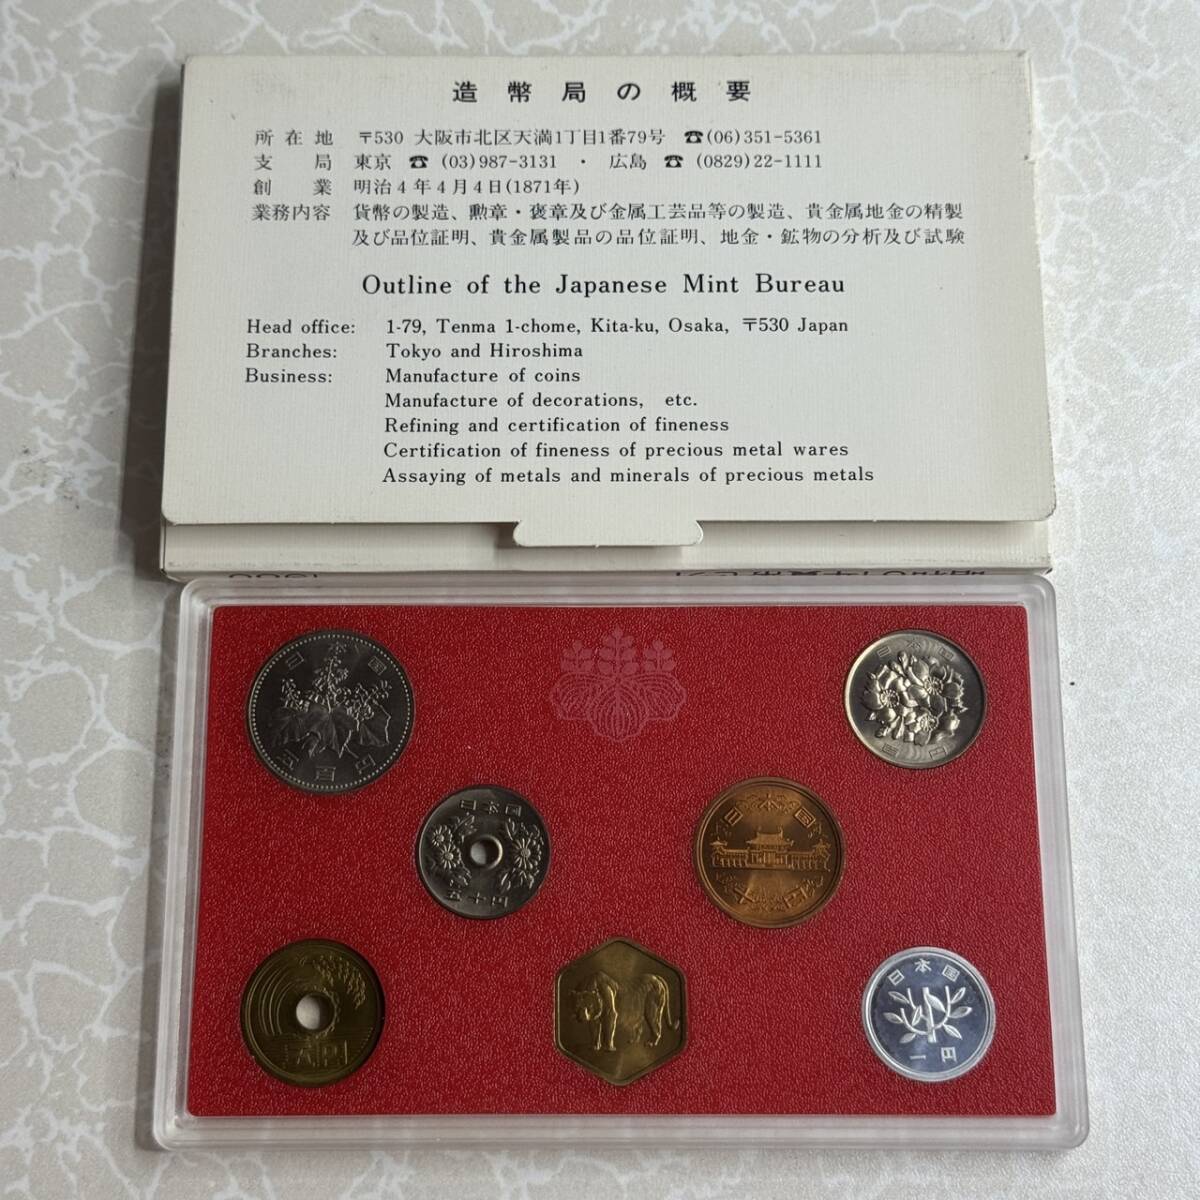 造幣局の概要
所在地 〒530 大阪市北区天満1丁目1番79号 ☎(06)351-5361
支局 東京 ☎ (03)987-3131 ・ 広島 ☎ (0829)22-1111
創業 明治4年4月4日(1871年)
業務内容 貨幣の製造、勲章・褒章及び金属工芸品等の製造、貴金属地金の精製
及び品位証明、貴金属製品の品位証明、地金・鉱物の分析及び試験
Outline of the Japanese Mint Bureau
Head office: 1-79, Tenma 1-chome, Kita-ku, Osaka, 〒530 Japan
Branches: Tokyo and Hiroshima
Business: Manufacture of coins
Manufacture of decorations, etc.
Refining and certification of fineness
Certification of fineness of precious metal wares
Assaying of metals and minerals of precious metals
日本国
五百円
日本国
百円
日本国
五十円
日本国
十円
五円
日本国
一円